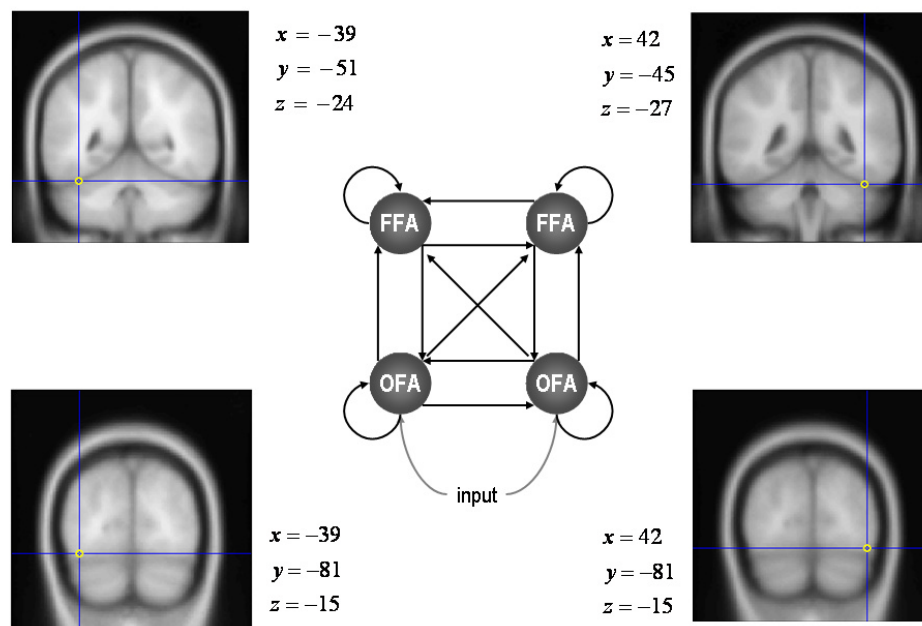 x = −39
y = −51
z = −24
x = 42
y = −45
z = −27
FFA
FFA
OFA
OFA
input
x = −39
y = −81
z = −15
x = 42
y = −81
z = −15